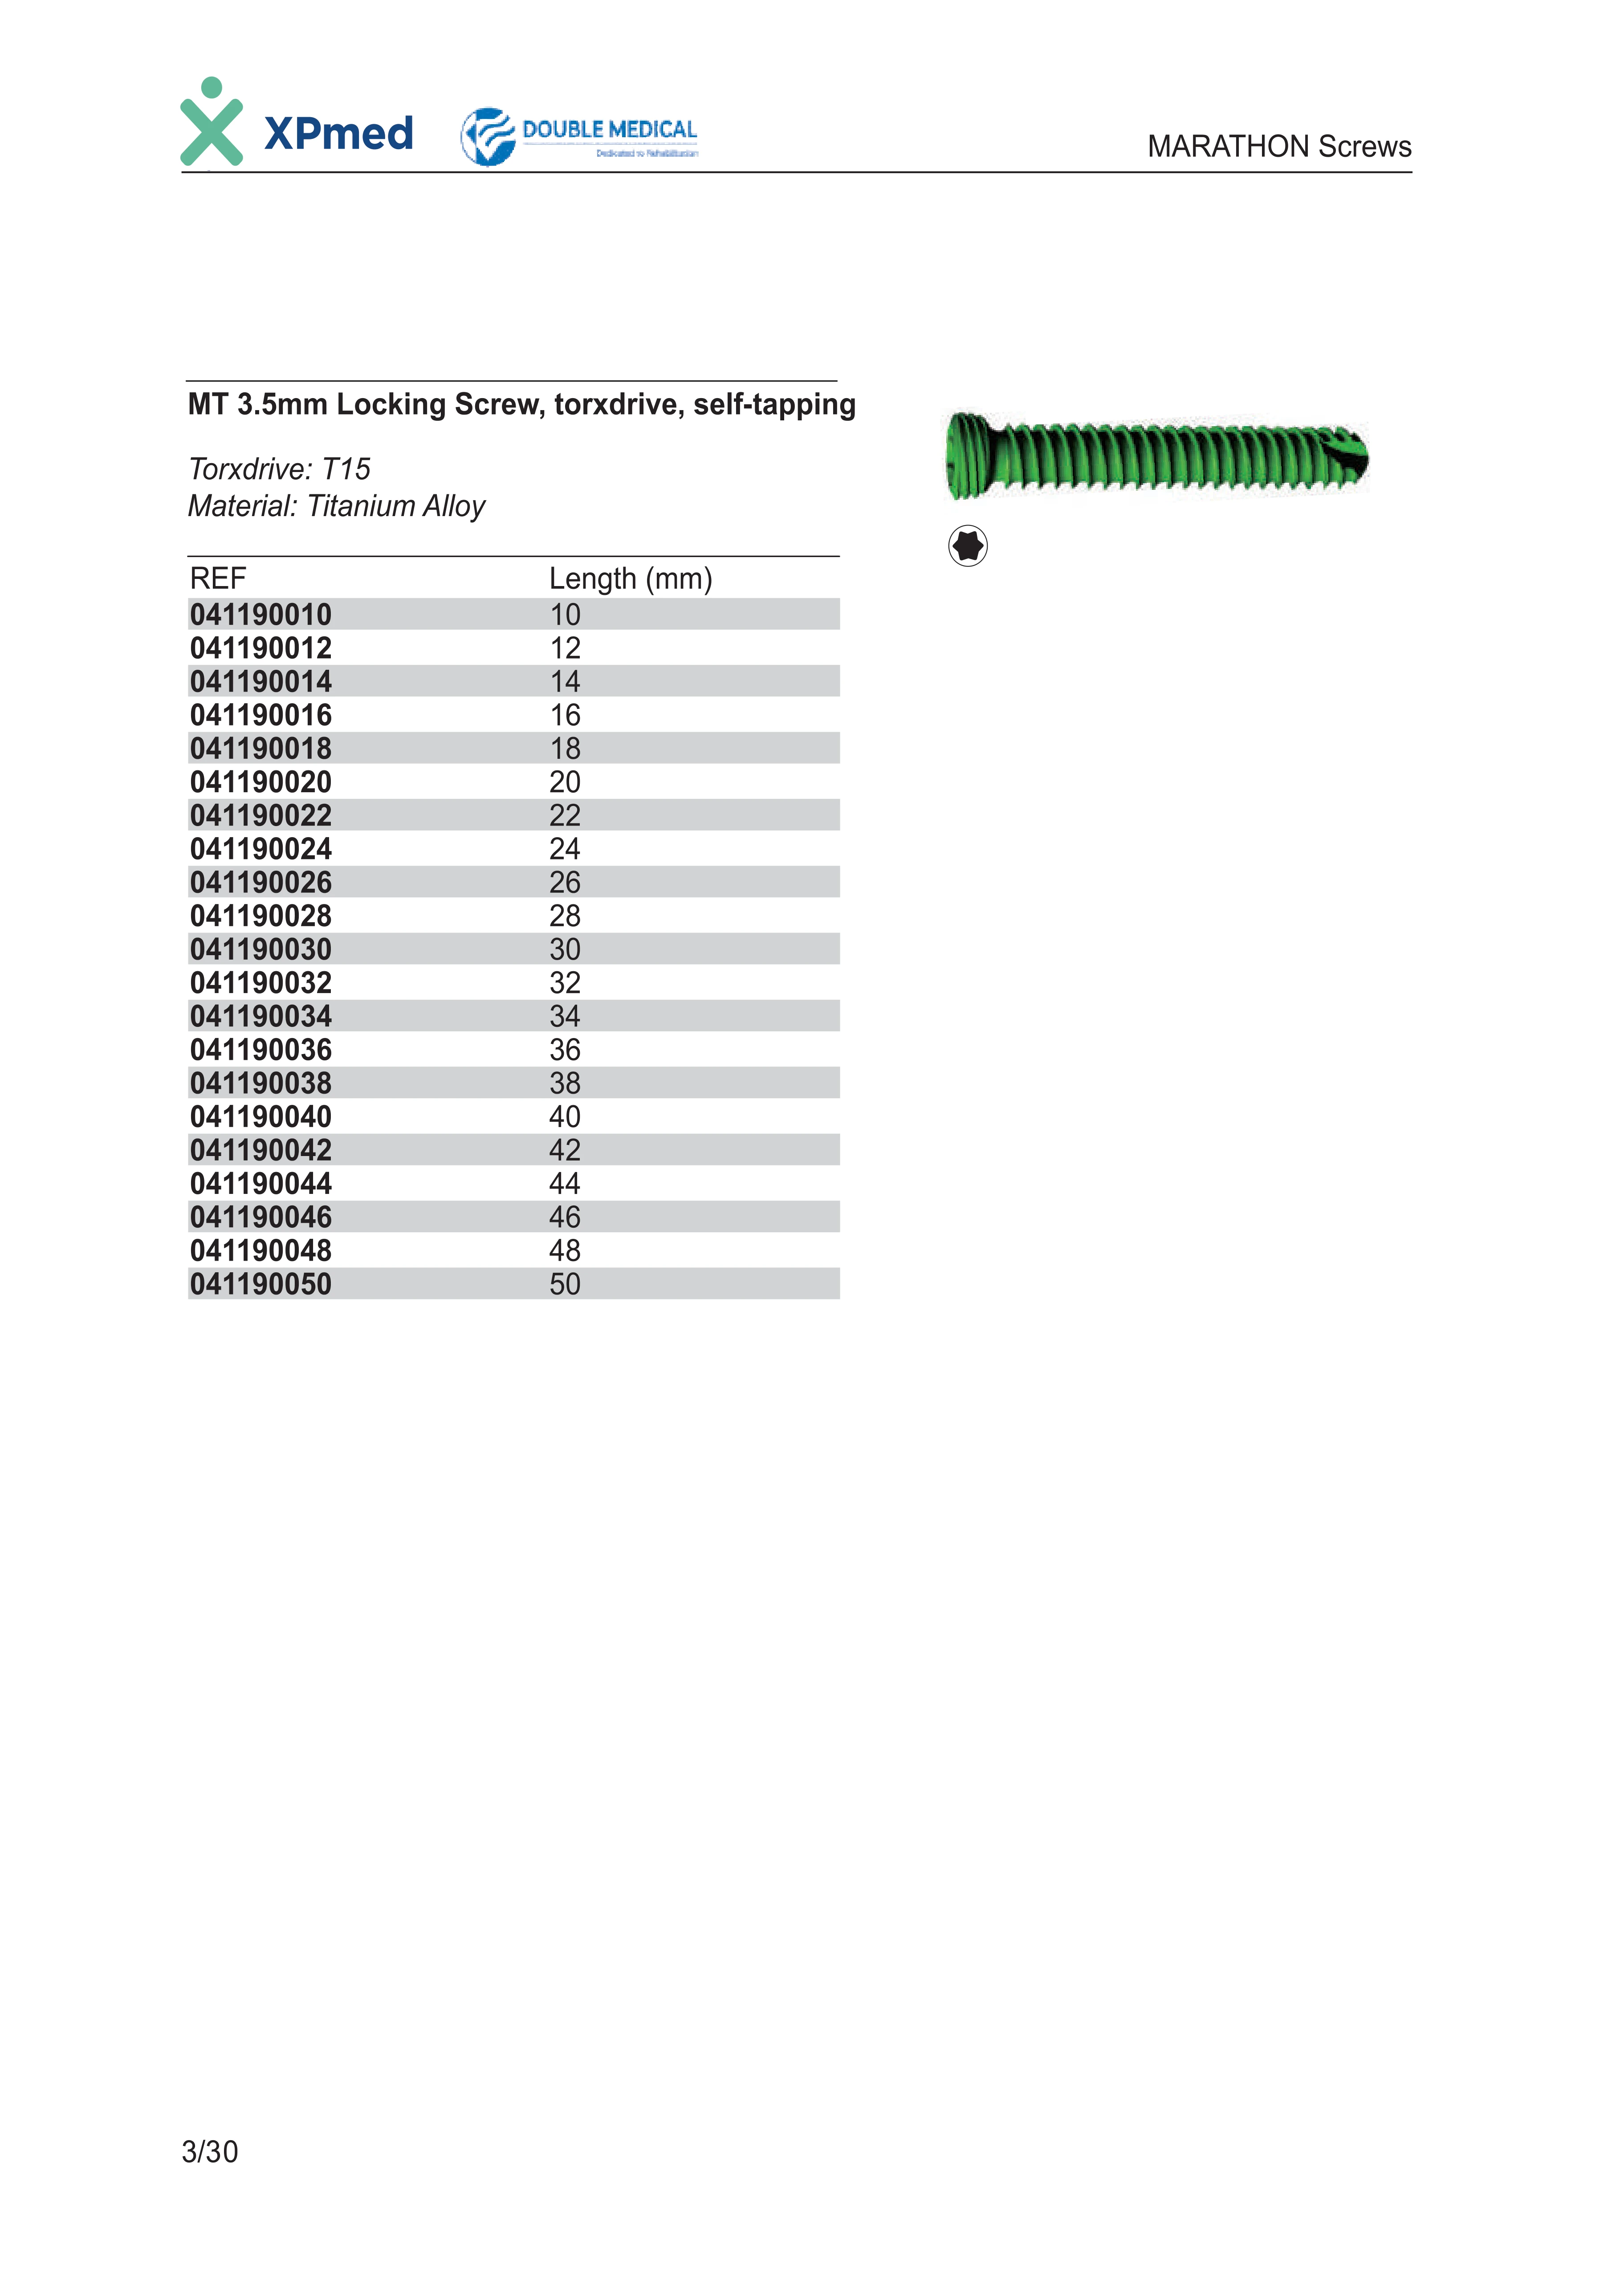 XPmed
DOUBLE MEDICAL
Dedicated to Rehabilitation
MARATHON Screws
MT 3.5mm Locking Screw, torxdrive, self-tapping
Torxdrive: T15
Material: Titanium Alloy
REF Length (mm)
041190010 10
041190012 12
041190014 14
041190016 16
041190018 18
041190020 20
041190022 22
041190024 24
041190026 26
041190028 28
041190030 30
041190032 32
041190034 34
041190036 36
041190038 38
041190040 40
041190042 42
041190044 44
041190046 46
041190048 48
041190050 50
3/30